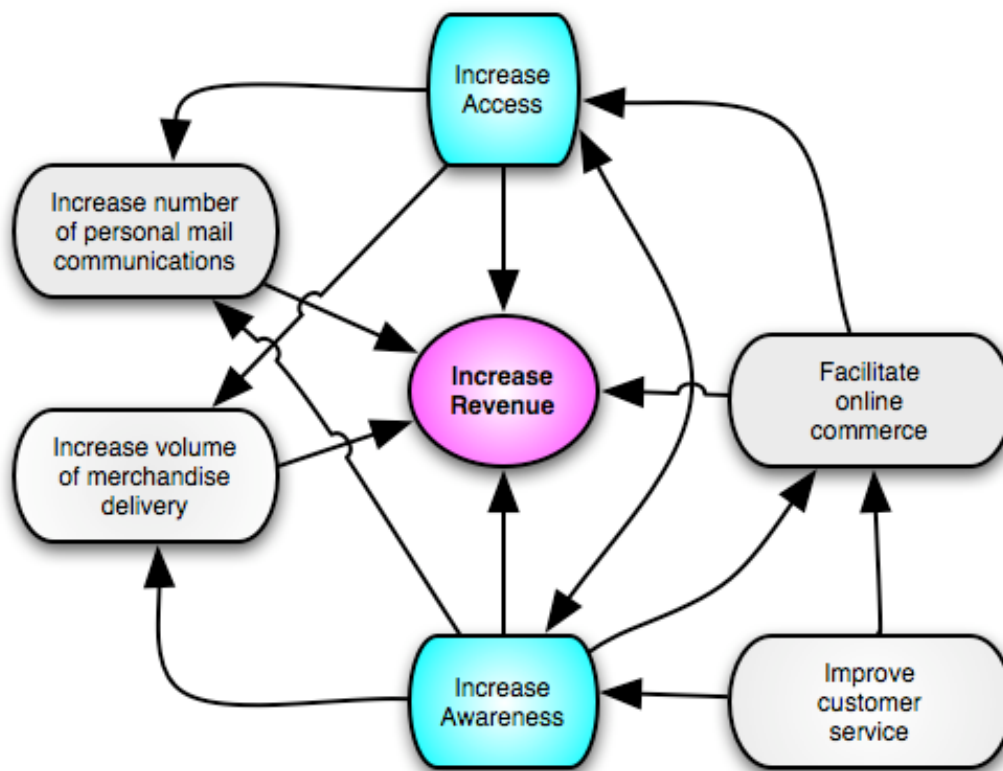 Increase
Access
Increase number
of personal mail
communications
Increase
Revenue
Facilitate
online
commerce
Increase volume
of merchandise
delivery
Increase
Awareness
Improve
customer
service